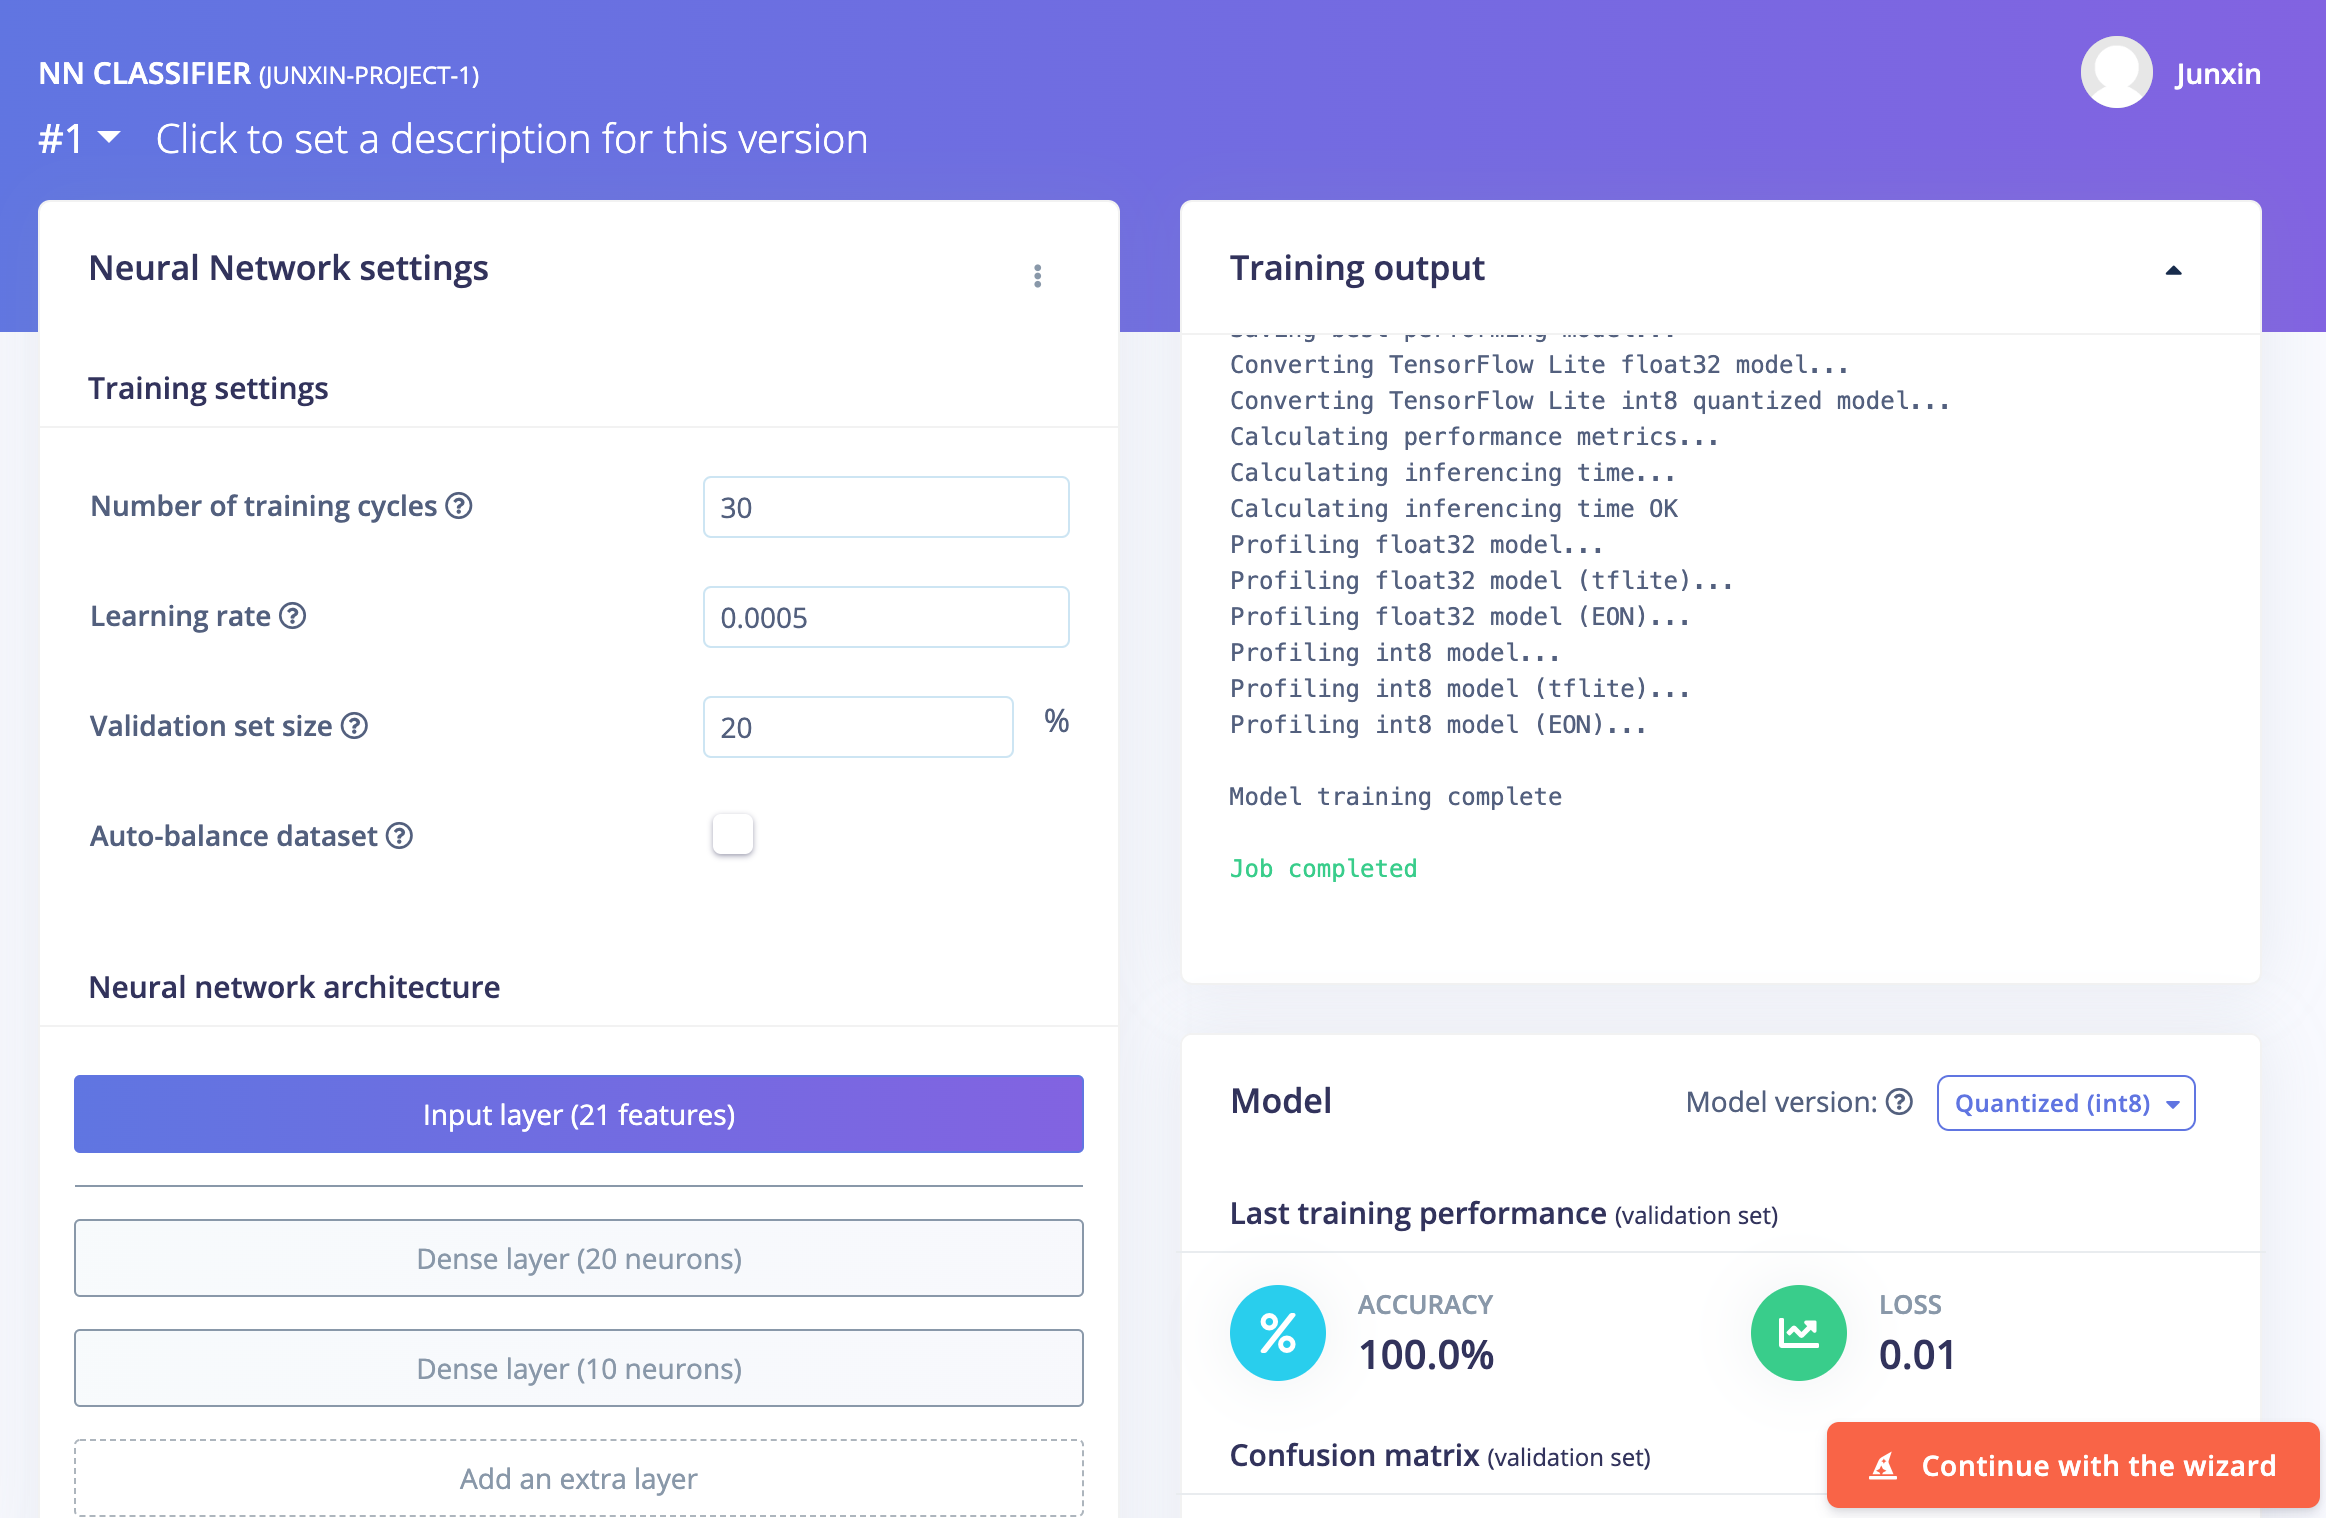 NN CLASSIFIER (JUNXIN-PROJECT-1)
#1 Click to set a description for this version
Junxin
Neural Network settings
Training settings
Number of training cycles ?
30
Learning rate ?
0.0005
Validation set size ?
20 %
Auto-balance dataset ?
Neural network architecture
Input layer (21 features)
Dense layer (20 neurons)
Dense layer (10 neurons)
Add an extra layer
Training output
Saving best performing model...
Converting TensorFlow Lite float32 model...
Converting TensorFlow Lite int8 quantized model...
Calculating performance metrics...
Calculating inferencing time...
Calculating inferencing time OK
Profiling float32 model...
Profiling float32 model (tflite)...
Profiling float32 model (EON)...
Profiling int8 model...
Profiling int8 model (tflite)...
Profiling int8 model (EON)...
Model training complete
Job completed
Model
Model version: ? Quantized (int8)
Last training performance (validation set)
%
ACCURACY
100.0%
LOSS
0.01
Confusion matrix (validation set)
Continue with the wizard